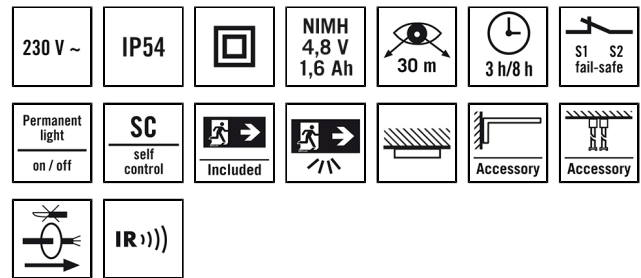 230 V ~
IP54
NIMH
4,8 V
1,6 Ah
30 m
3 h/8 h
S1 S2
fail-safe
Permanent
light
on / off
SC
self
control
Included
Accessory
Accessory
IR